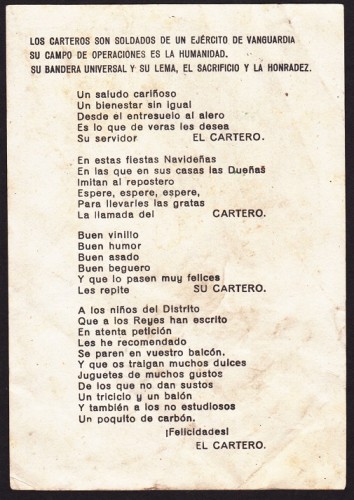 LOS CARTEROS SON SOLDADOS DE UN EJÉRCITO DE VANGUARDIA
SU CAMPO DE OPERACIONES ES LA HUMANIDAD.
SU BANDERA UNIVERSAL Y SU LEMA, EL SACRIFICIO Y LA HONRADEZ.
Un saludo cariñoso
Un bienestar sin igual
Desde el entresuelo al alero
Es lo que de veras les desea
Su servidor EL CARTERO.
En estas fiestas Navideñas
En las que en sus casas las Dueñas
Imitan al repostero
Espere, espere, espere,
Para llevarles las gratas
La llamada del CARTERO.
Buen vinillo
Buen humor
Buen asado
Buen beguero
Y que lo pasen muy felices
Les repite SU CARTERO.
A los niños del Distrito
Que a los Reyes han escrito
En atenta petición
Les he recomendado
Se paren en vuestro balcón.
Y que os traigan muchos dulces
Juguetes de muchos gustos
De los que no dan sustos
Un triciclo y un balón
Y también a los no estudiosos
Un poquito de carbón.
¡Felicidades!
EL CARTERO.